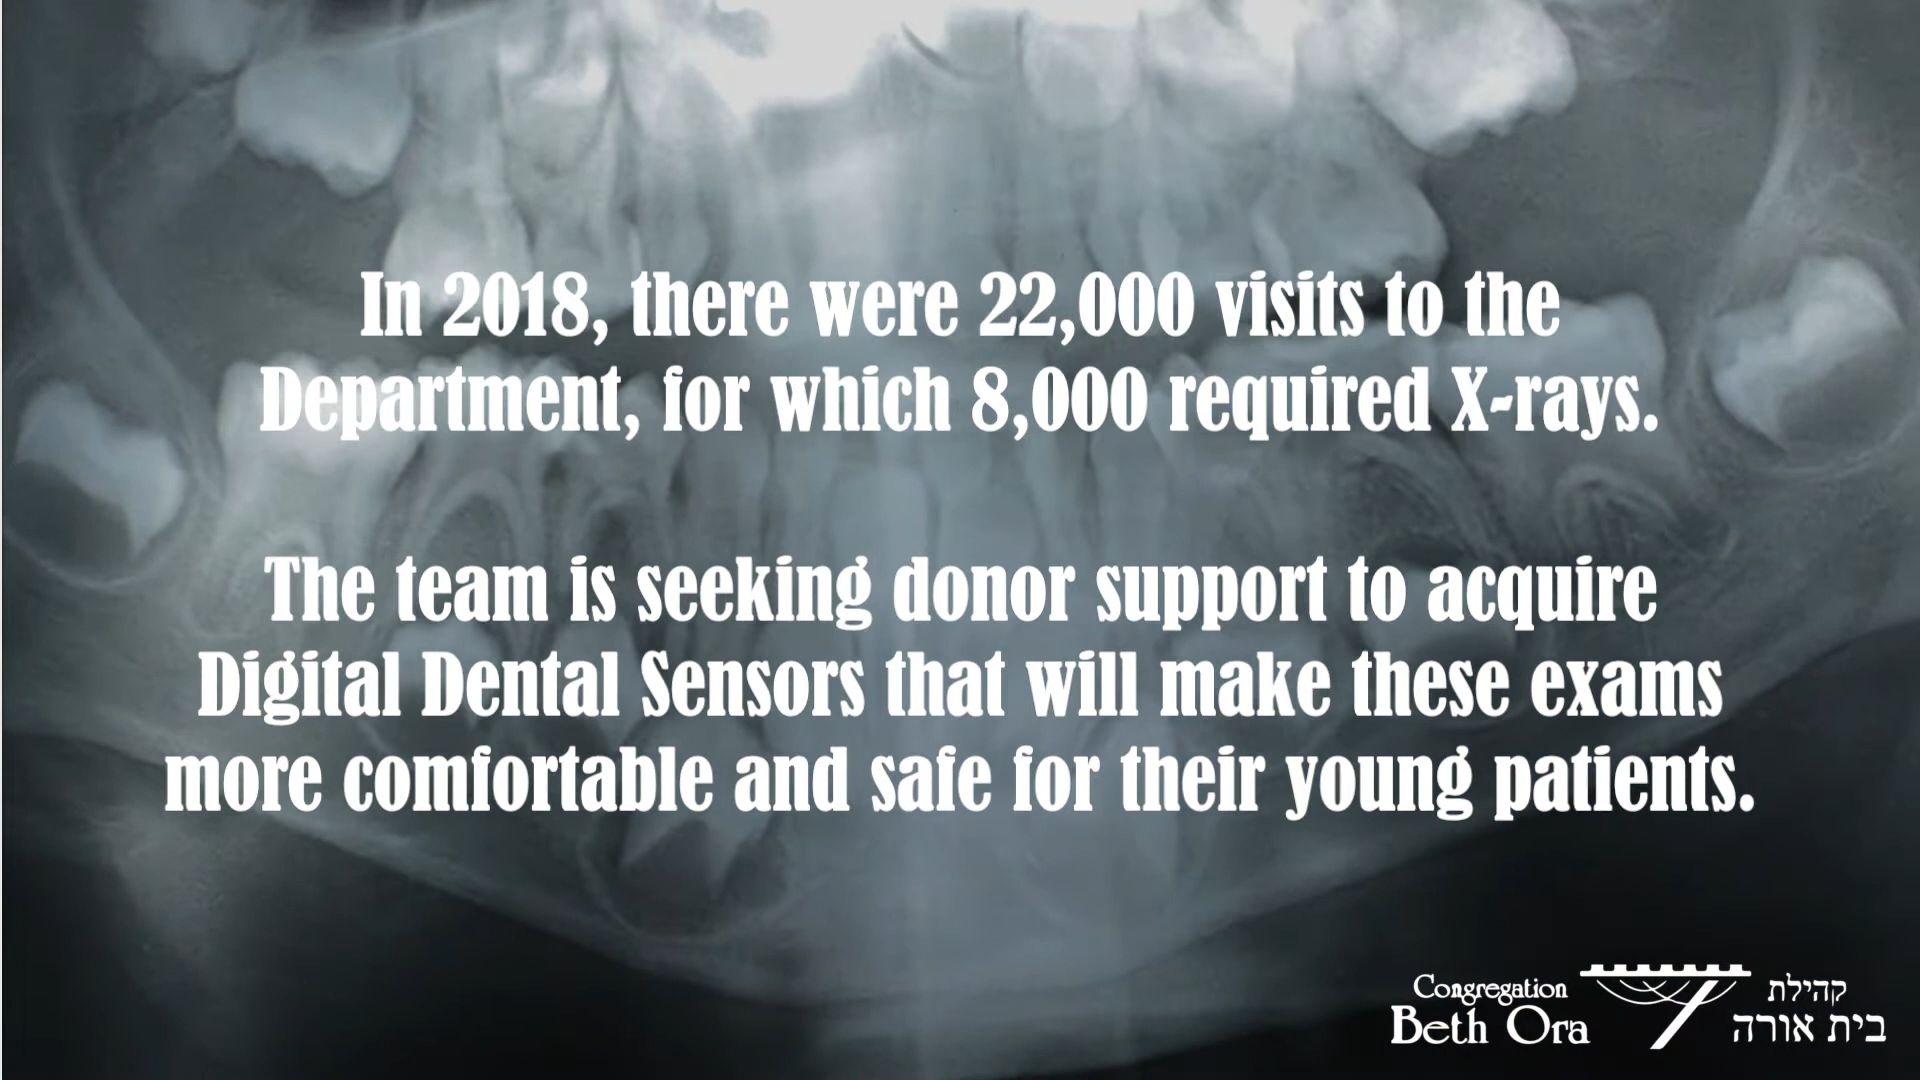 In 2018, there were 22,000 visits to the
Department, for which 8,000 required X-rays.
The team is seeking donor support to acquire
Digital Dental Sensors that will make these exams
more comfortable and safe for their young patients.
Congregation
Beth Ora
קהילת
בית אורה